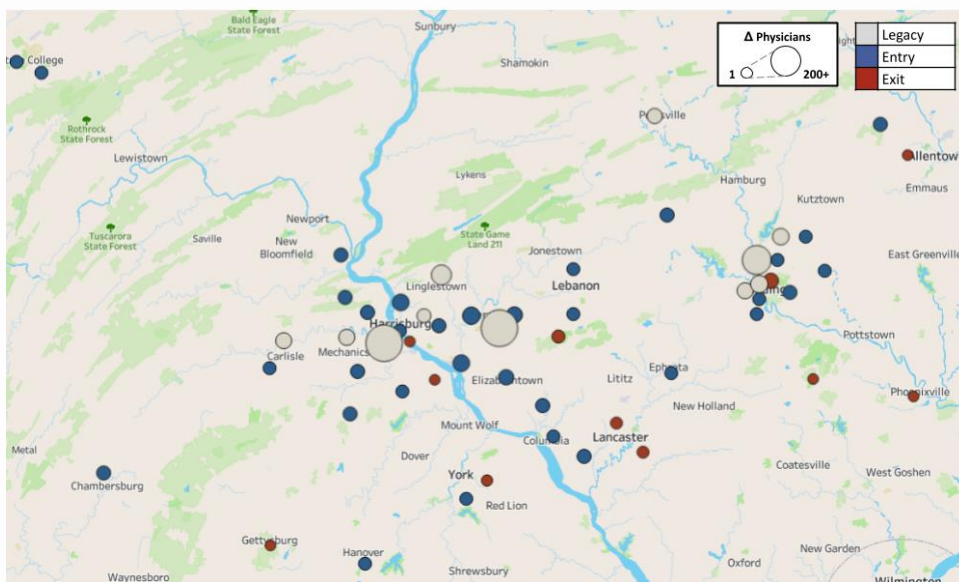 Bald Eagle
State Forest
Sunbury
Δ Physicians
1
200+
Legacy
Entry
Exit
College
Shamokin
Rothrock
State Forest
Lewistown
Allentow
Hamburg
Emmaus
Lykens
Kutztown
Newport
Tuscarora
State Forest
Saville
New
Bloomfield
State Game
Land 211
Jonestown
East Greenville
Linglestown
Lebanon
Harrisburg
Pottstown
Carlisle
Mechanics
Elizabethtown
Lititz
Ephrata
Phoenixville
New Holland
Mount Wolf
Columbia
Lancaster
Metal
Dover
Coatesville
West Goshen
York
Chambersburg
Red Lion
Gettysburg
Hanover
New Garden
Oxford
Shrewsbury
Waynesboro
Wilmington